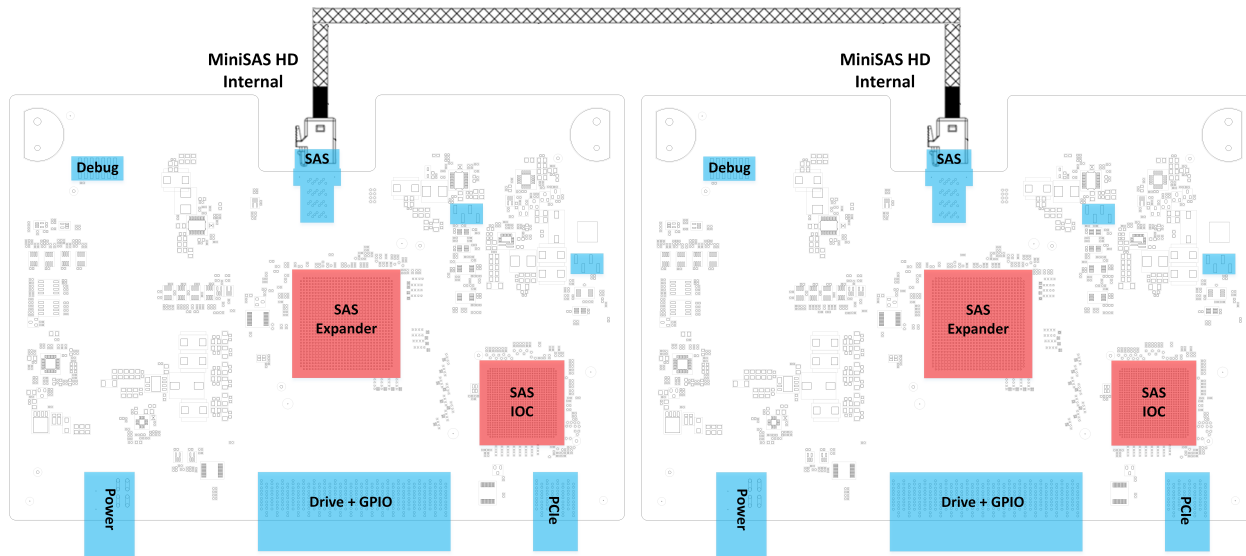 MiniSAS HD
Internal
MiniSAS HD
Internal
Debug
SAS
Debug
SAS
SAS
Expander
SAS
Expander
SAS
IOC
SAS
IOC
Power
Drive + GPIO
PCIe
Power
Drive + GPIO
PCIe